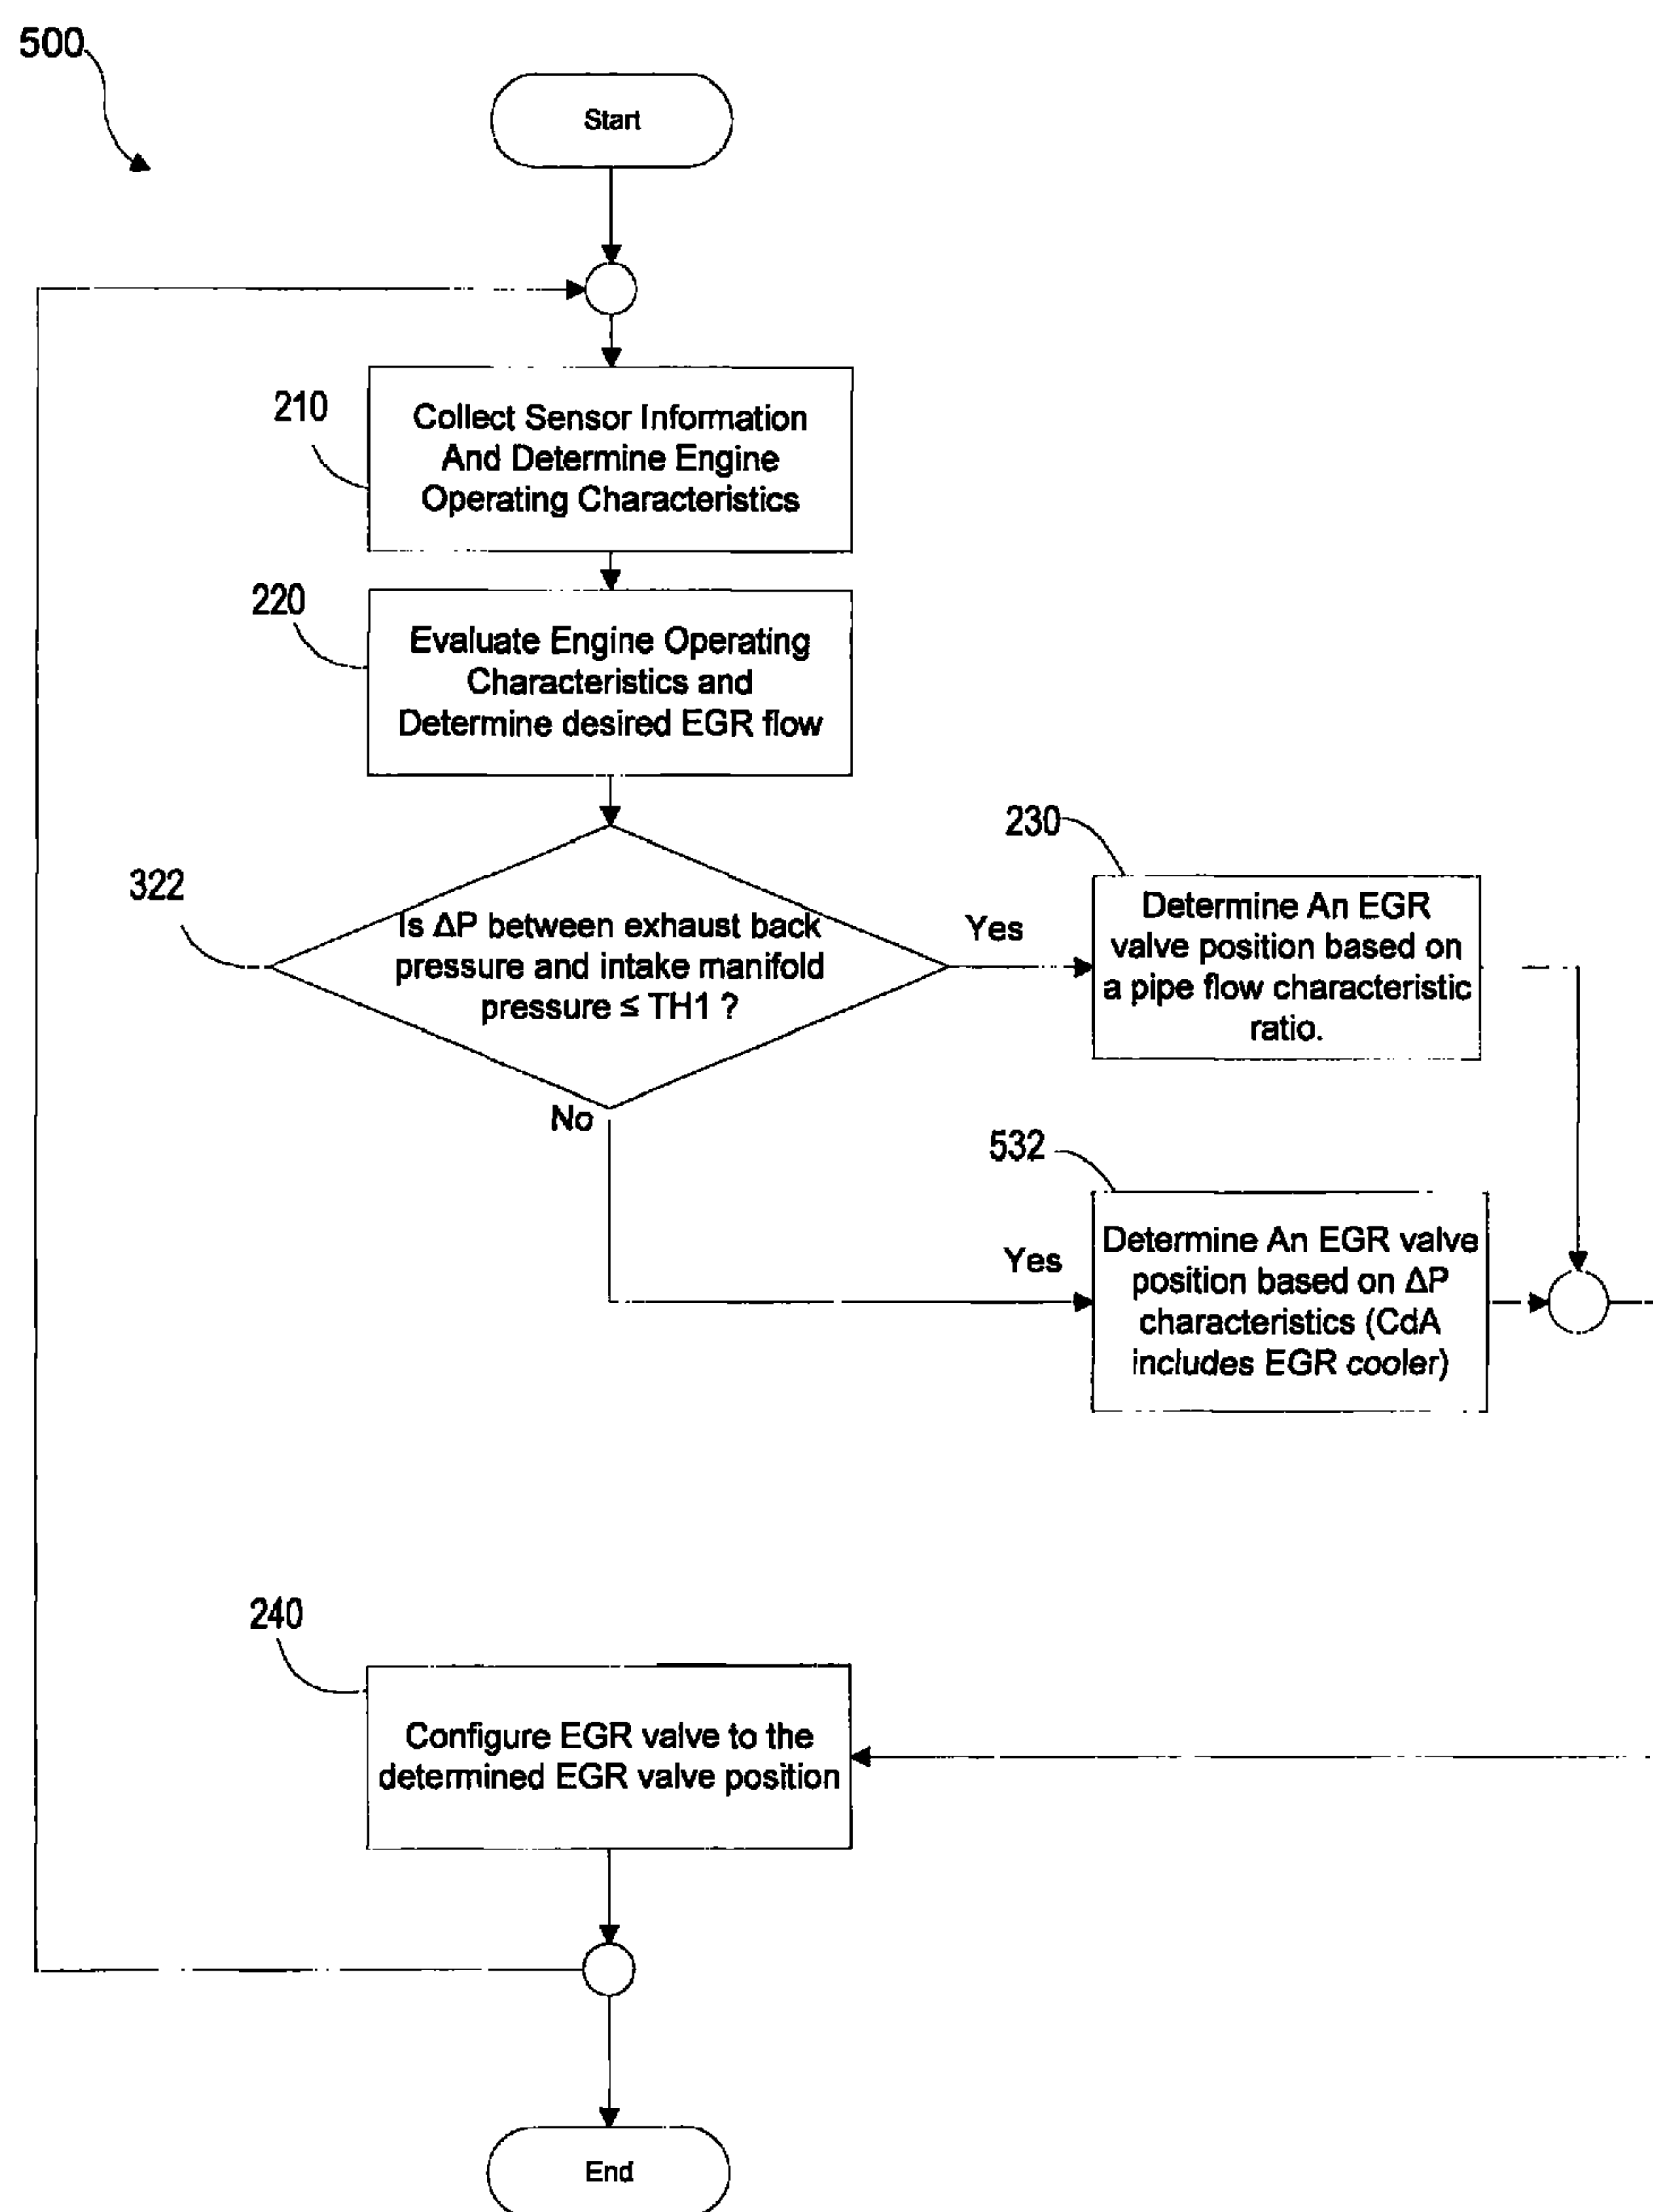 500
Start
210
Collect Sensor Information
And Determine Engine
Operating Characteristics
220
Evaluate Engine Operating
Characteristics and
Determine desired EGR flow
322
Is ΔP between exhaust back
pressure and intake manifold
pressure ≤ TH1 ?
Yes
230
Determine An EGR
valve position based on
a pipe flow characteristic
ratio.
No
532
Yes
Determine An EGR valve
position based on ΔP
characteristics (CdA
includes EGR cooler)
240
Configure EGR valve to the
determined EGR valve position
End